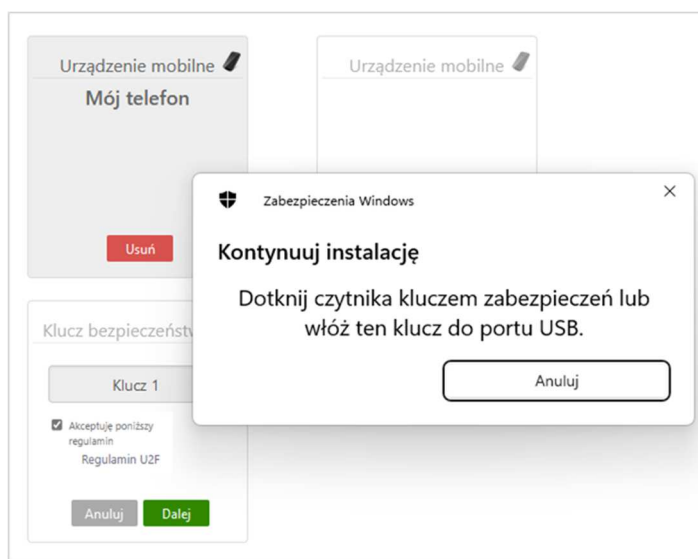 Urządzenie mobilne
Mój telefon
Usuń
Urządzenie mobilne
Zabezpieczenia Windows
Kontynuuj instalację
Dotknij czytnika kluczem zabezpieczeń lub
włóż ten klucz do portu USB.
Anuluj
Klucz bezpieczeństw
Klucz 1
Akceptuję poniższy
regulamin
Regulamin U2F
Anuluj
Dalej